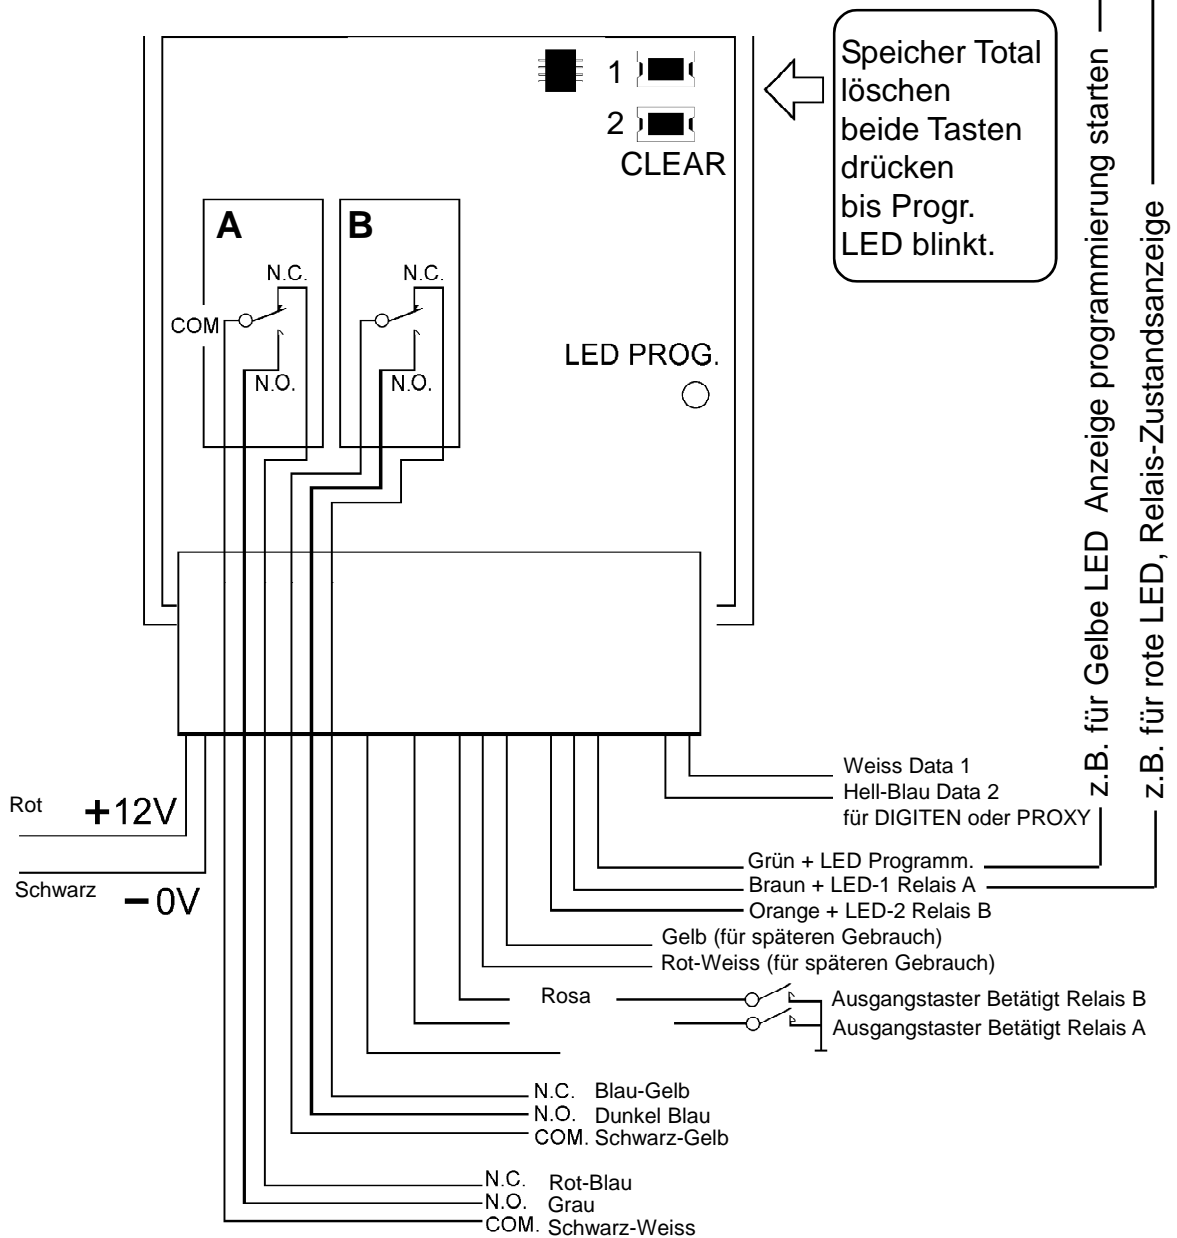 Speicher Total
löschen
beide Tasten
drücken
bis Progr.
LED blinkt.
1
2
CLEAR
A
B
N.C.
N.C.
COM
N.O.
N.O.
LED PROG.
z.B. für Gelbe LED Anzeige programmierung starten
z.B. für rote LED, Relais-Zustandsanzeige
Weiss Data 1
Hell-Blau Data 2
für DIGITEN oder PROXY
Rot +12V
Schwarz -0V
Grün + LED Programm.
Braun + LED-1 Relais A
Orange + LED-2 Relais B
Gelb (für späteren Gebrauch)
Rot-Weiss (für späteren Gebrauch)
Rosa
Ausgangstaster Betätigt Relais B
Ausgangstaster Betätigt Relais A
N.C. Blau-Gelb
N.O. Dunkel Blau
COM. Schwarz-Gelb
N.C. Rot-Blau
N.O. Grau
COM. Schwarz-Weiss